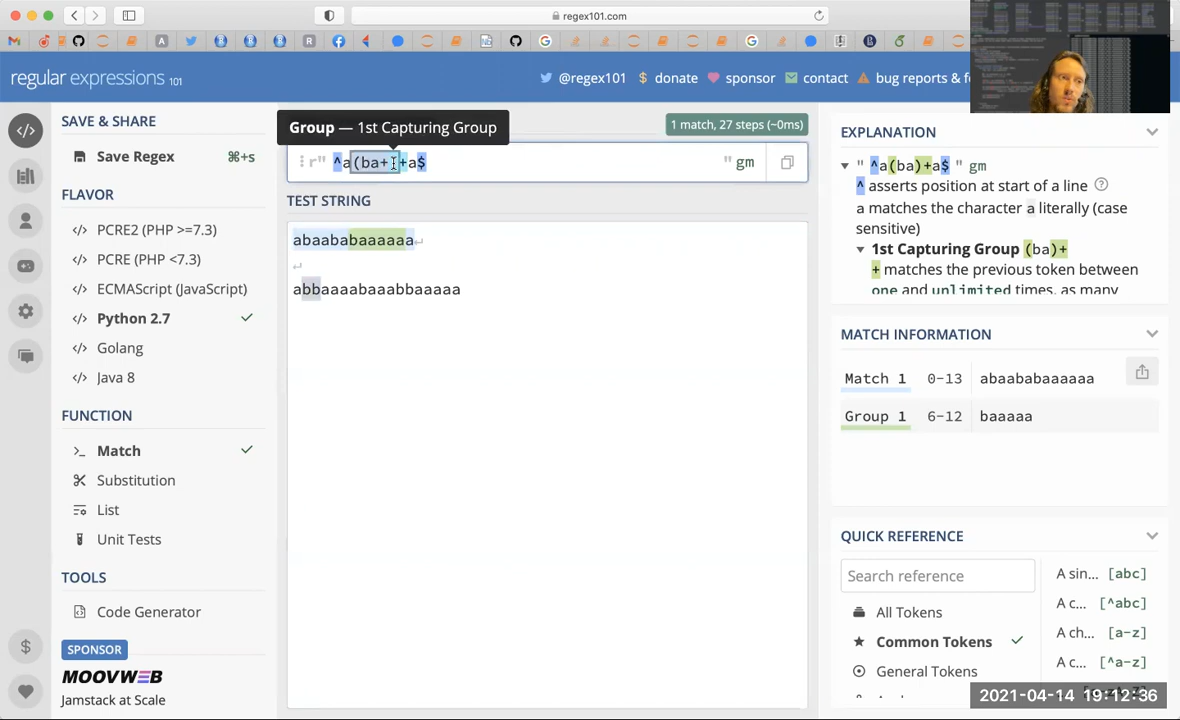 regex101.com
regular expressions 101
@regex101
donate
sponsor
contact
bug reports & fe
SAVE & SHARE
Save Regex
⌘+s
FLAVOR
PCRE2 (PHP >=7.3)
PCRE (PHP <7.3)
ECMAScript (JavaScript)
Python 2.7
Golang
Java 8
FUNCTION
Match
Substitution
List
Unit Tests
TOOLS
Code Generator
SPONSOR
MOOVWEB
Jamstack at Scale
Group — 1st Capturing Group
1 match, 27 steps (~0ms)
r" ^a(ba+)+a$ " gm
TEST STRING
abaababaaaaaa
abbaaaabaaabbaaaaa
EXPLANATION
" ^a(ba)+a$ " gm
^ asserts position at start of a line
a matches the character a literally (case
sensitive)
1st Capturing Group (ba)+
+ matches the previous token between
one and unlimited times, as many
MATCH INFORMATION
Match 1 0-13 abaababaaaaaa
Group 1 6-12 baaaaa
QUICK REFERENCE
Search reference
All Tokens
Common Tokens
General Tokens
A sin... [abc]
A c... [^abc]
A ch... [a-z]
A c... [^a-z]
2021-04-14 19:12:36